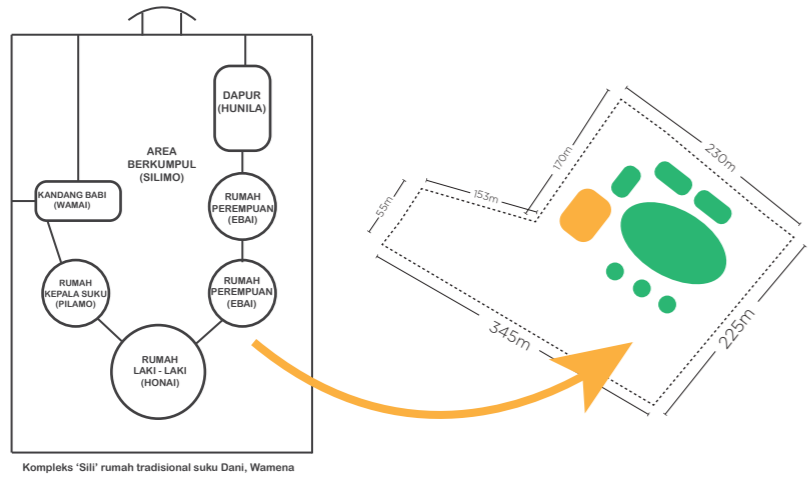 DAPUR
(HUNILA)
AREA
BERKUMPUL
(SILIMO)
KANDANG BABI
(WAMAI)
RUMAH
PEREMPUAN
(EBAI)
RUMAH
KEPALA SUKU
(PILAMO)
RUMAH
PEREMPUAN
(EBAI)
RUMAH
LAKI - LAKI
(HONAI)
Kompleks ‘Sili’ rumah tradisional suku Dani, Wamena
230m
170m
153m
55m
345m
225m